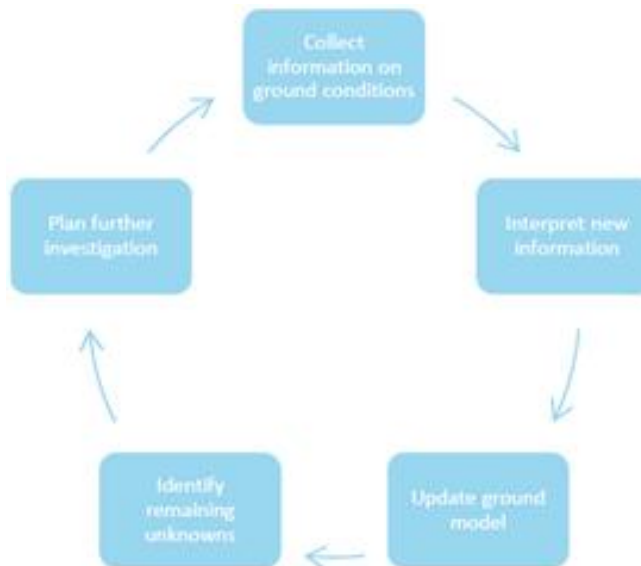 Collect
information on
ground conditions
Interpret new
information
Update ground
model
Identify
remaining
unknowns
Plan further
investigation